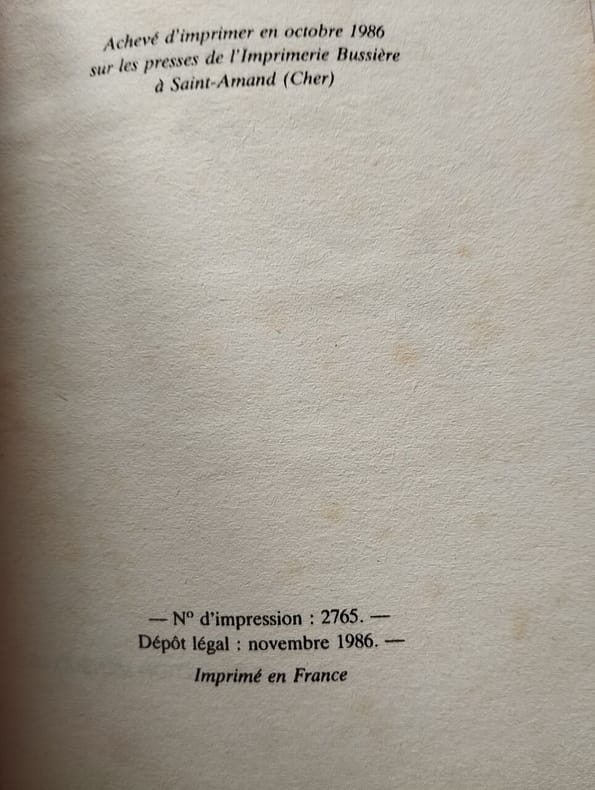 Achevé d'imprimer en octobre 1986
sur les presses de l'Imprimerie Bussière
à Saint-Amand (Cher)
— Nº d'impression : 2765. —
Dépôt légal : novembre 1986. —
Imprimé en France